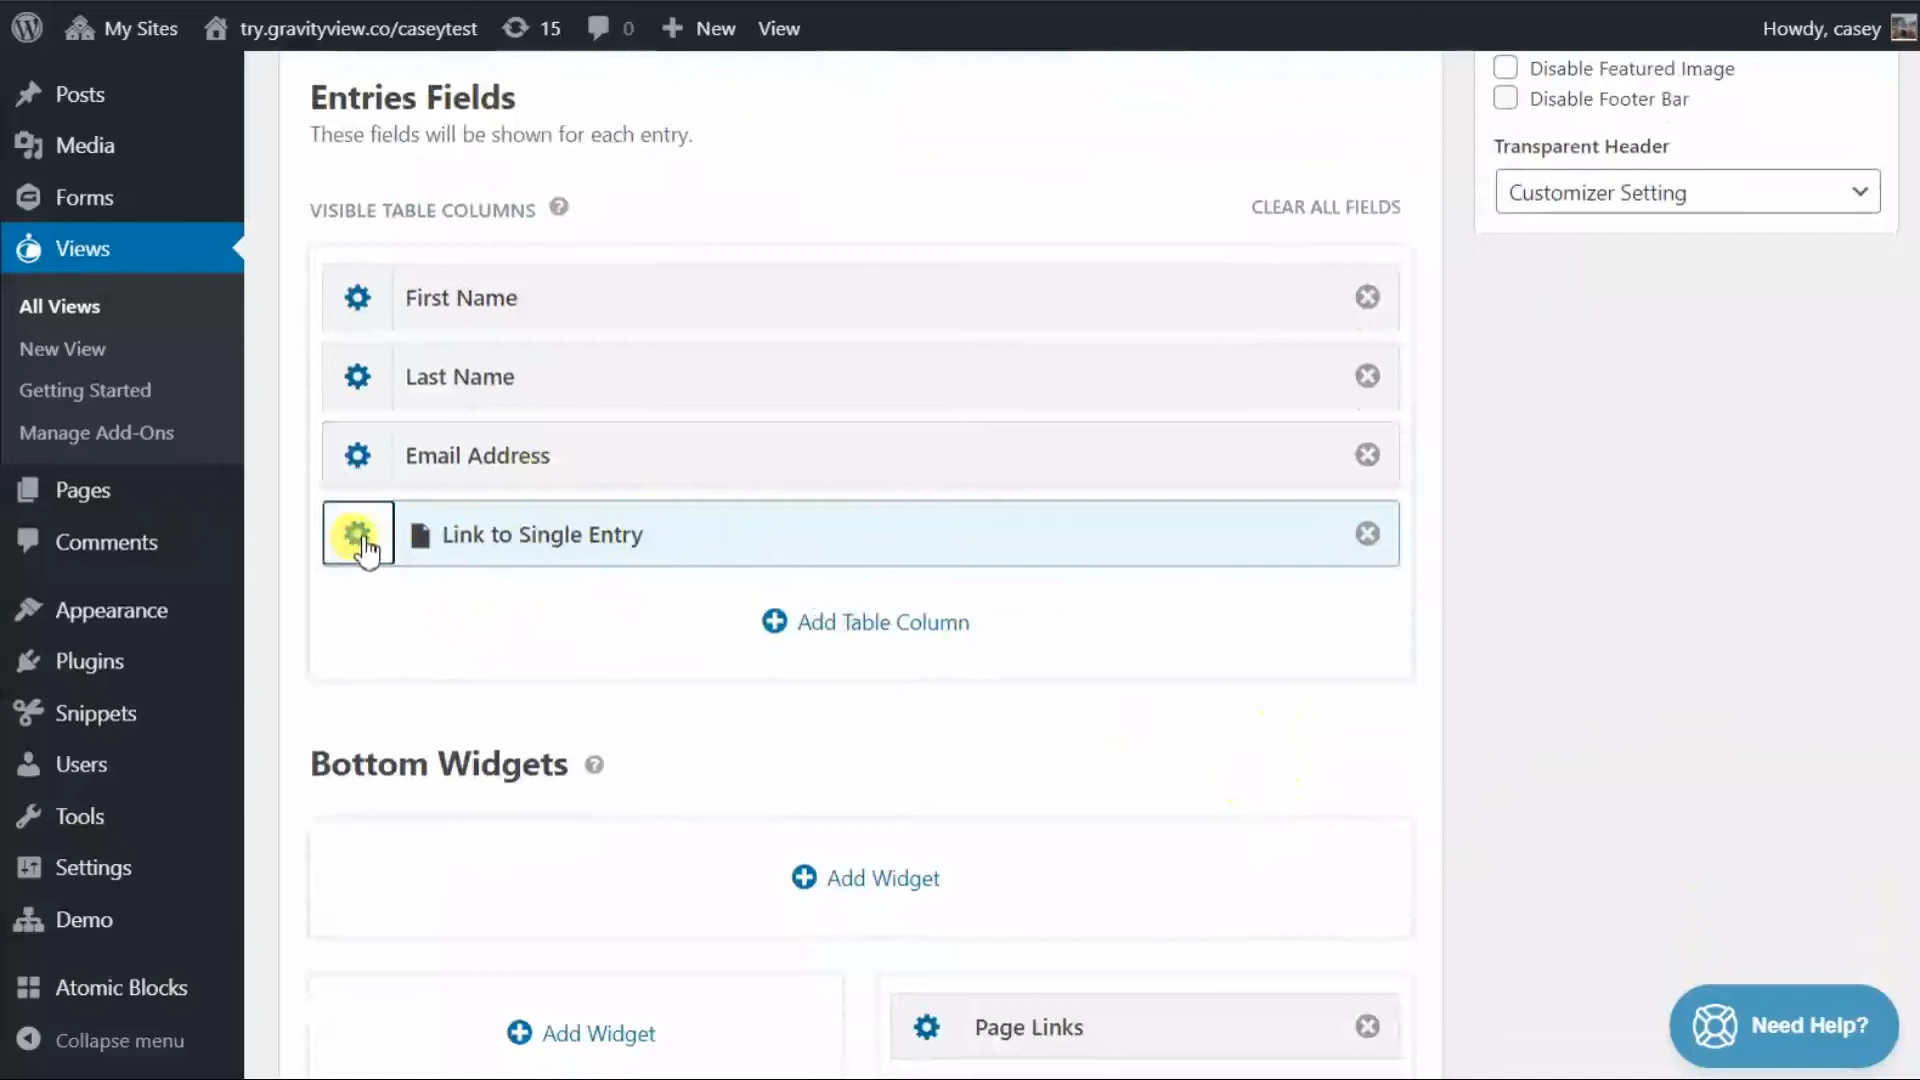 My Sites
try.gravityview.co/caseytest
15
0
New
View
Howdy, casey
Posts
Media
Forms
Views
All Views
New View
Getting Started
Manage Add-Ons
Pages
Comments
Appearance
Plugins
Snippets
Users
Tools
Settings
Demo
Atomic Blocks
Collapse menu
Entries Fields
These fields will be shown for each entry.
VISIBLE TABLE COLUMNS
CLEAR ALL FIELDS
First Name
Last Name
Email Address
Link to Single Entry
Add Table Column
Bottom Widgets
Add Widget
Add Widget
Page Links
Disable Featured Image
Disable Footer Bar
Transparent Header
Customizer Setting
Need Help?